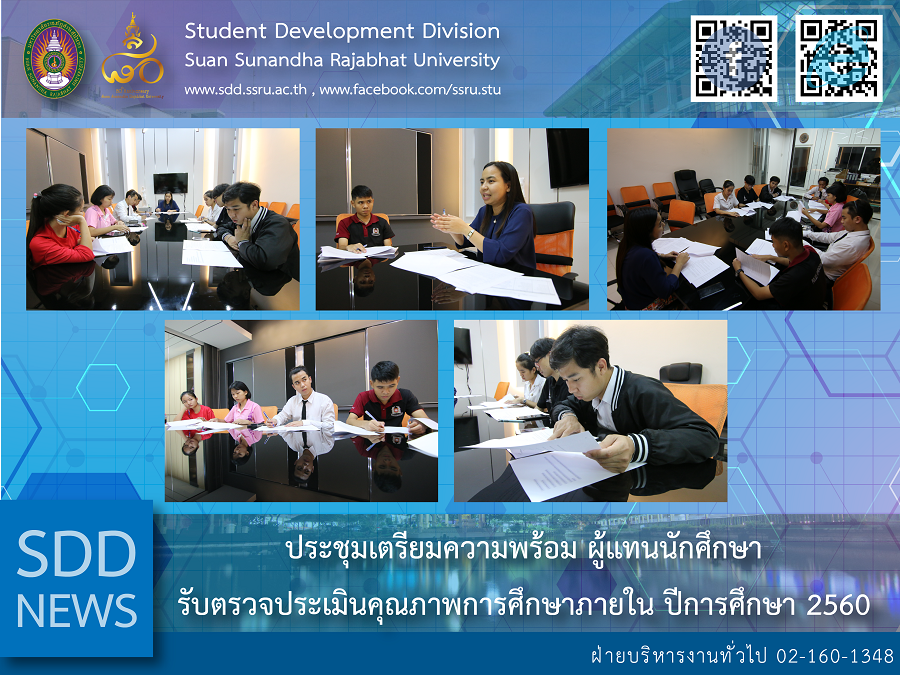 Student Development Division
Suan Sunandha Rajabhat University
www.sdd.ssru.ac.th , www.facebook.com/ssru.stu
SDD
NEWS
ประชุมเตรียมความพร้อม ผู้แทนนักศึกษา
รับตรวจประเมินคุณภาพการศึกษาภายใน ปีการศึกษา 2560
ฝ่ายบริหารงานทั่วไป 02-160-1348